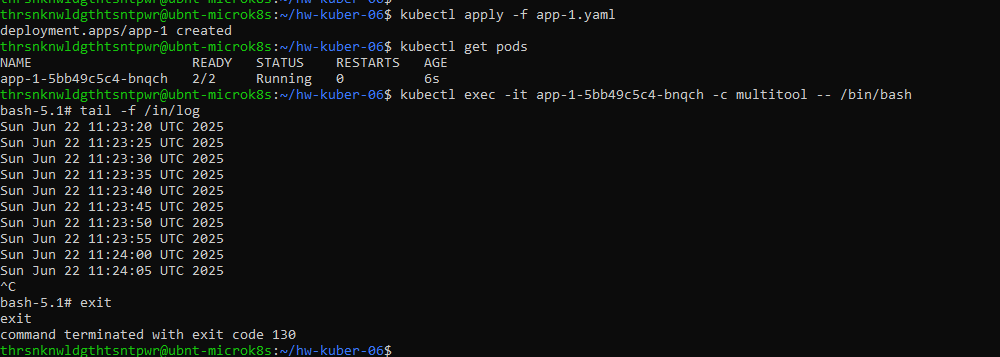 thrsnknwldgthtsntpwr@ubnt-microk8s:~/hw-kuber-06$ kubectl apply -f app-1.yaml
deployment.apps/app-1 created
thrsnknwldgthtsntpwr@ubnt-microk8s:~/hw-kuber-06$ kubectl get pods
NAME                     READY   STATUS    RESTARTS   AGE
app-1-5bb49c5c4-bnqch   2/2     Running   0          6s
thrsnknwldgthtsntpwr@ubnt-microk8s:~/hw-kuber-06$ kubectl exec -it app-1-5bb49c5c4-bnqch -c multitool -- /bin/bash
bash-5.1# tail -f /in/log
Sun Jun 22 11:23:20 UTC 2025
Sun Jun 22 11:23:25 UTC 2025
Sun Jun 22 11:23:30 UTC 2025
Sun Jun 22 11:23:35 UTC 2025
Sun Jun 22 11:23:40 UTC 2025
Sun Jun 22 11:23:45 UTC 2025
Sun Jun 22 11:23:50 UTC 2025
Sun Jun 22 11:23:55 UTC 2025
Sun Jun 22 11:24:00 UTC 2025
Sun Jun 22 11:24:05 UTC 2025
^C
bash-5.1# exit
exit
command terminated with exit code 130
thrsnknwldgthtsntpwr@ubnt-microk8s:~/hw-kuber-06$